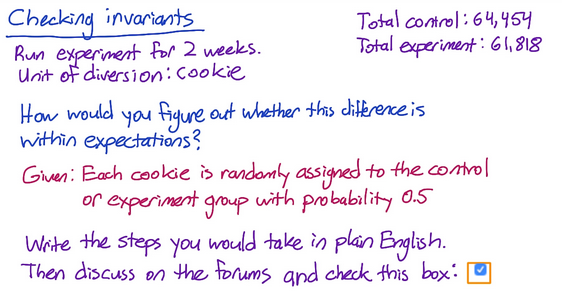 Checking invariants
Total control: 64,454
Run experiment for 2 weeks.
Total experiment: 61,818
Unit of diversion: cookie
How would you figure out whether this difference is
within expectations?
Given: Each cookie is randomly assigned to the control
or experiment group with probability 0.5
Write the steps you would take in plain English.
Then discuss on the forums and check this box: